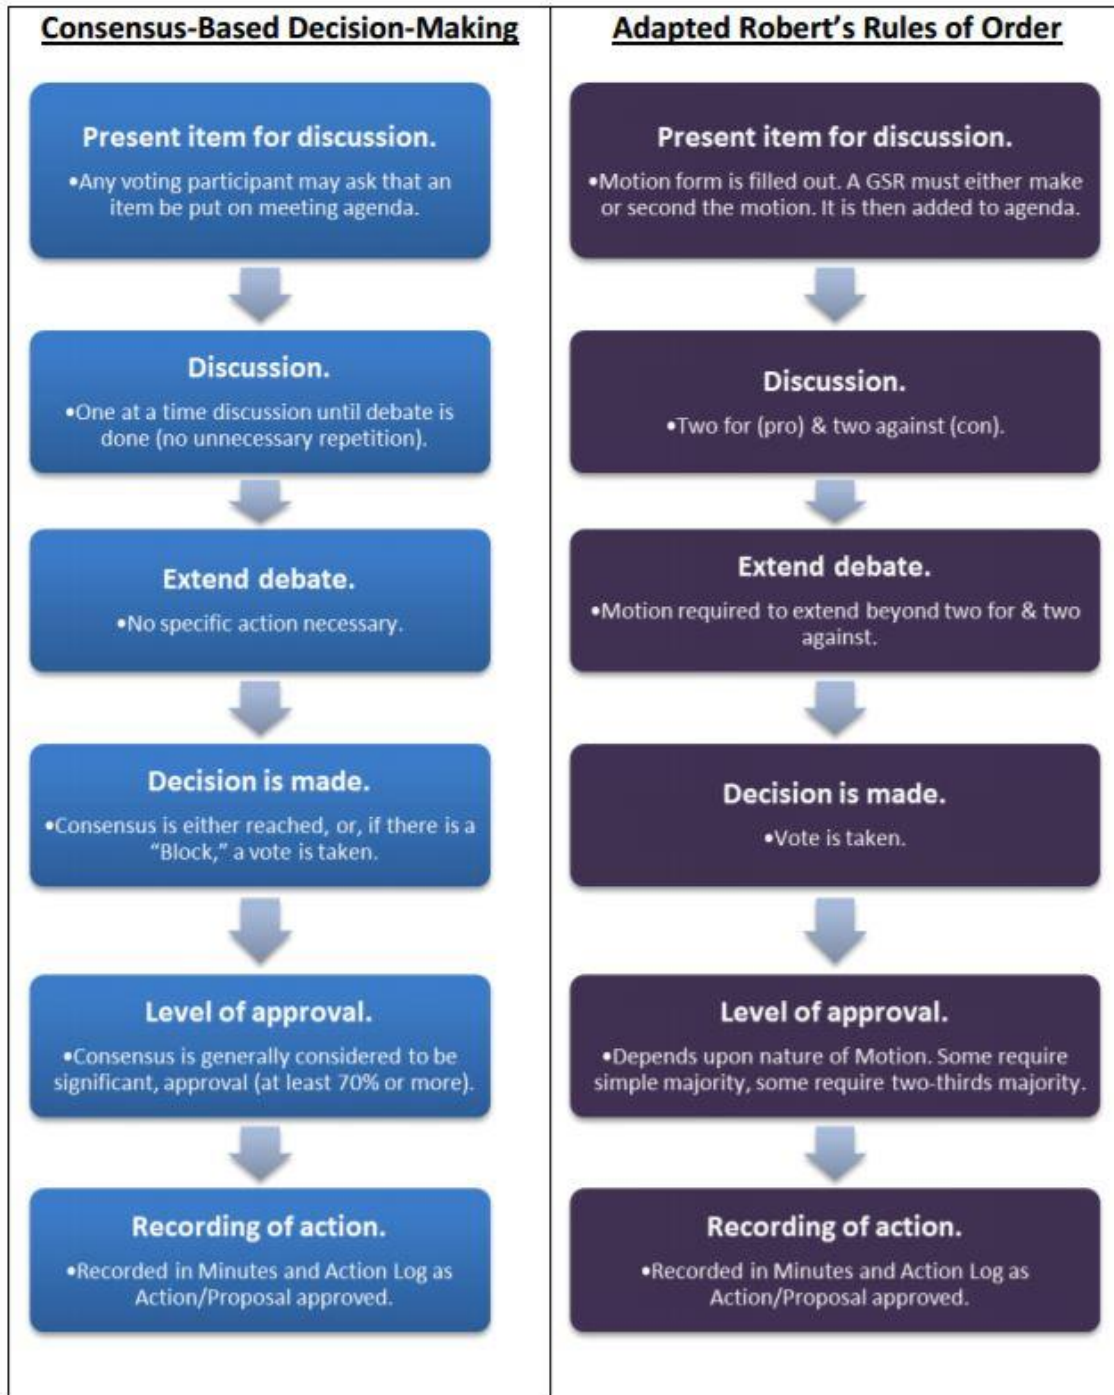 Consensus-Based Decision-Making
Present item for discussion.
•Any voting participant may ask that an
item be put on meeting agenda.
Discussion.
•One at a time discussion until debate is
done (no unnecessary repetition).
Extend debate.
•No specific action necessary.
Decision is made.
•Consensus is either reached, or, if there is a
“Block,” a vote is taken.
Level of approval.
•Consensus is generally considered to be
significant, approval (at least 70% or more).
Recording of action.
•Recorded in Minutes and Action Log as
Action/Proposal approved.
Adapted Robert’s Rules of Order
Present item for discussion.
•Motion form is filled out. A GSR must either make
or second the motion. It is then added to agenda.
Discussion.
•Two for (pro) & two against (con).
Extend debate.
•Motion required to extend beyond two for & two
against.
Decision is made.
•Vote is taken.
Level of approval.
•Depends upon nature of Motion. Some require
simple majority, some require two-thirds majority.
Recording of action.
•Recorded in Minutes and Action Log as
Action/Proposal approved.